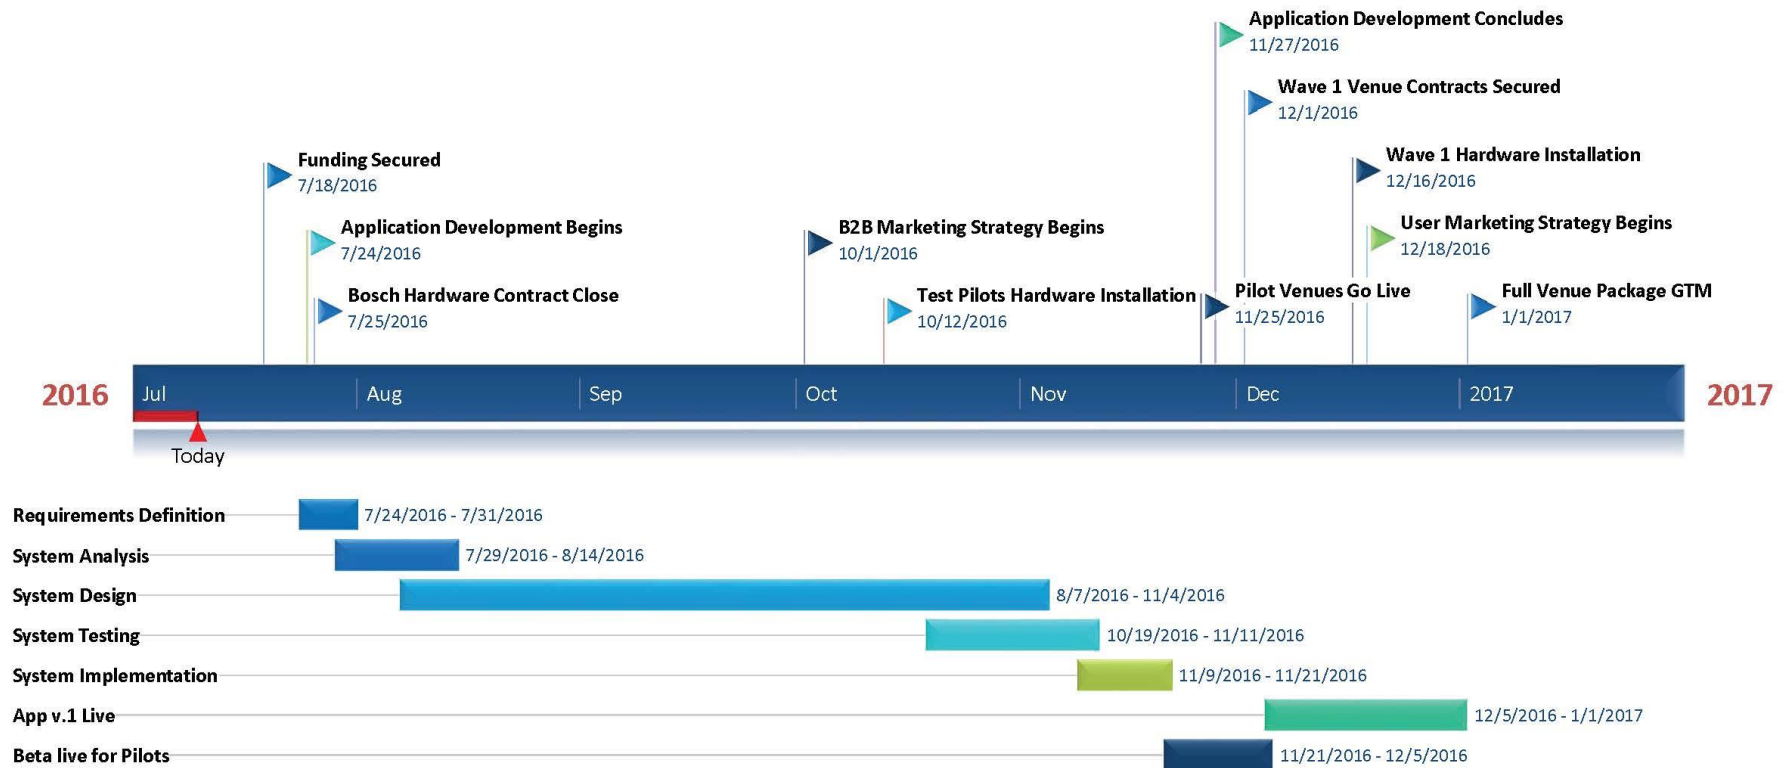 Application Development Concludes
11/27/2016
Wave 1 Venue Contracts Secured
12/1/2016
Funding Secured
7/18/2016
Wave 1 Hardware Installation
12/16/2016
Application Development Begins
7/24/2016
B2B Marketing Strategy Begins
10/1/2016
User Marketing Strategy Begins
12/18/2016
Bosch Hardware Contract Close
7/25/2016
Test Pilots Hardware Installation
10/12/2016
Pilot Venues Go Live
11/25/2016
Full Venue Package GTM
1/1/2017
2016 Jul Aug Sep Oct Nov Dec 2017 2017
Today
Requirements Definition 7/24/2016 - 7/31/2016
System Analysis 7/29/2016 - 8/14/2016
System Design 8/7/2016 - 11/4/2016
System Testing 10/19/2016 - 11/11/2016
System Implementation 11/9/2016 - 11/21/2016
App v.1 Live 12/5/2016 - 1/1/2017
Beta live for Pilots 11/21/2016 - 12/5/2016